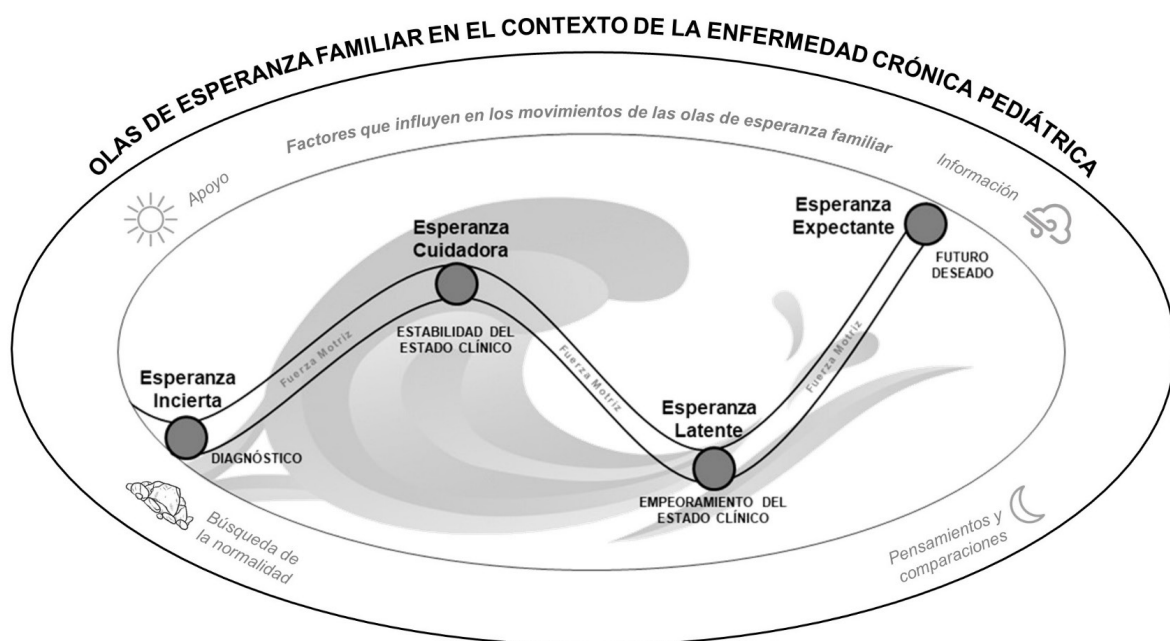 OLAS DE ESPERANZA FAMILIAR EN EL CONTEXTO DE LA ENFERMEDAD CRÓNICA PEDIÁTRICA
Factores que influyen en los movimientos de las olas de esperanza familiar
Apoyo
Información
Esperanza
Cuidadora
ESTABILIDAD DEL
ESTADO CLÍNICO
Esperanza
Expectante
FUTURO
DESEADO
Fuerza Motriz
Fuerza Motriz
Fuerza Motriz
Esperanza
Incierta
DIAGNÓSTICO
Esperanza
Latente
EMPEORAMIENTO DEL
ESTADO CLÍNICO
Búsqueda de
la normalidad
Pensamientos y
comparaciones